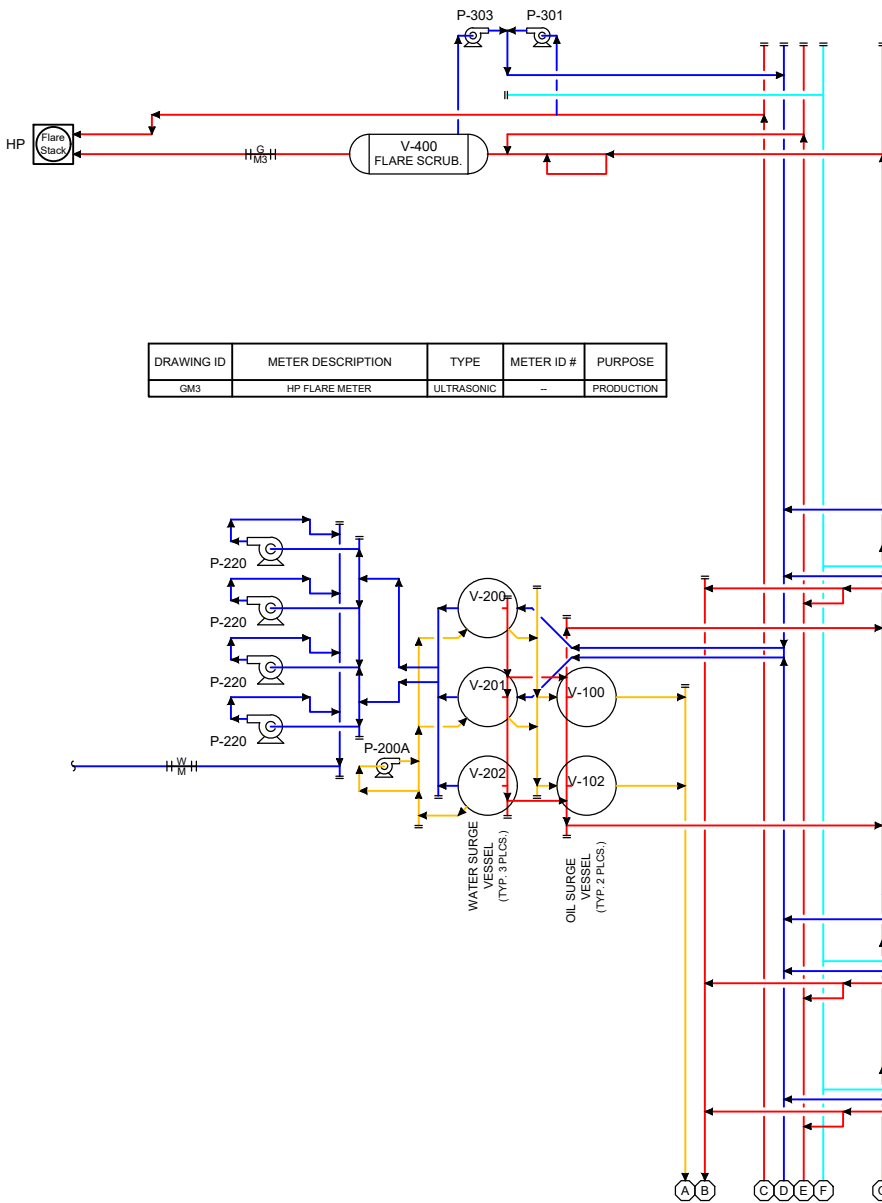 P-303
P-301
HP
Flare
Stack
G
M3
V-400
FLARE SCRUB.
DRAWING ID METER DESCRIPTION TYPE METER ID # PURPOSE
GM3 HP FLARE METER ULTRASONIC -- PRODUCTION
P-220
P-220
P-220
P-220
P-200A
W
M
V-200
V-201
V-202
V-100
V-102
WATER SURGE
VESSEL
(TYP. 3 PLCS.)
OIL SURGE
VESSEL
(TYP. 2 PLCS.)
A B C D E F